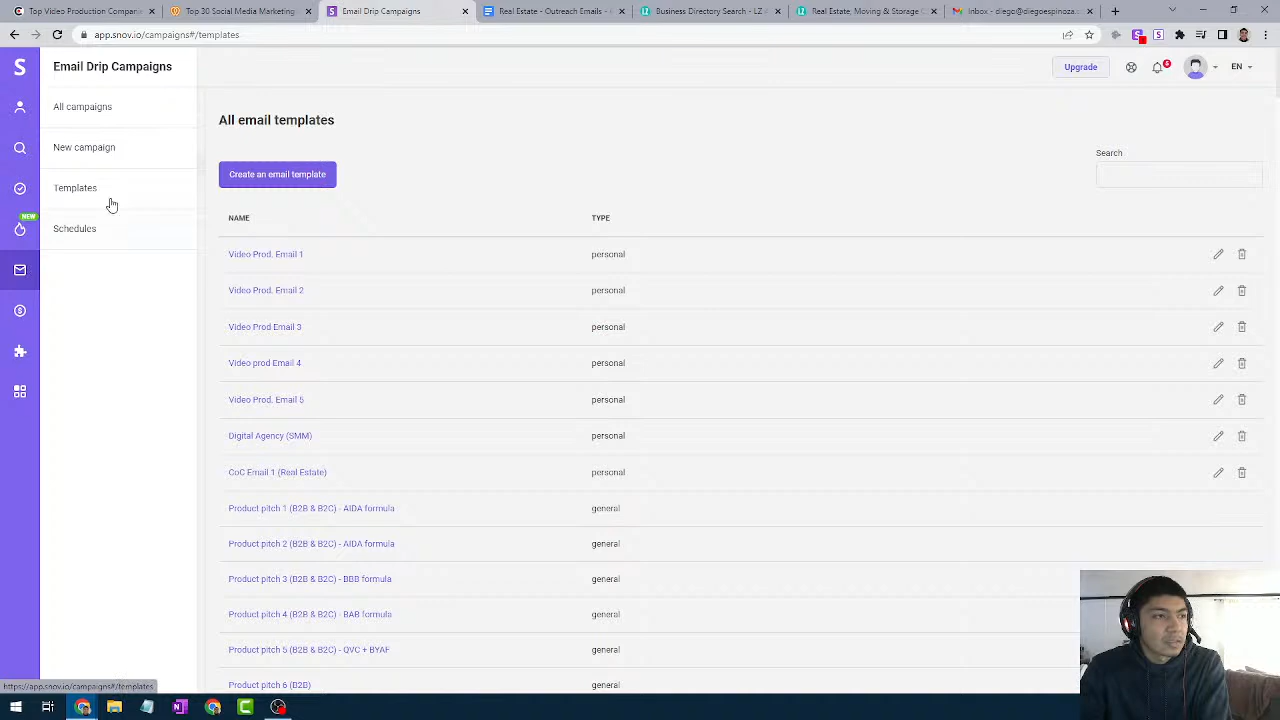 Top Video Production Compani
Top 30 Social Media Marketing
Email Drip Campaigns
Real Estate - Outreach Emails -
Business Directory Search - LZ
Real Estate, Moving & Storage
Inbox - diego@diegoespinoza
app.snov.io/campaigns#/templates
S
Email Drip Campaigns
Upgrade
6
EN
All campaigns
New campaign
Templates
Schedules
NEW
All email templates
Create an email template
Search
NAME TYPE
Video Prod. Email 1 personal
Video Prod. Email 2 personal
Video Prod Email 3 personal
Video prod Email 4 personal
Video Prod. Email 5 personal
Digital Agency (SMM) personal
CoC Email 1 (Real Estate) personal
Product pitch 1 (B2B & B2C) - AIDA formula general
Product pitch 2 (B2B & B2C) - AIDA formula general
Product pitch 3 (B2B & B2C) - BBB formula general
Product pitch 4 (B2B & B2C) - BAB formula general
Product pitch 5 (B2B & B2C) - QVC + BYAF general
Product pitch 6 (B2B) general
https://app.snov.io/campaigns#/templates